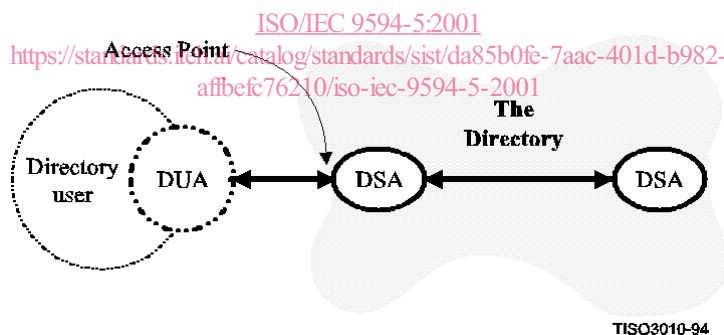 ISO/IEC 9594-5:2001
https://standards.iteh.ai/catalog/standards/sist/da85b0fe-7aac-401d-b982-
Access Point
affbefc76210/iso-iec-9594-5-2001
The
Directory
Directory
user
DUA
DSA
DSA
TISO3010-94